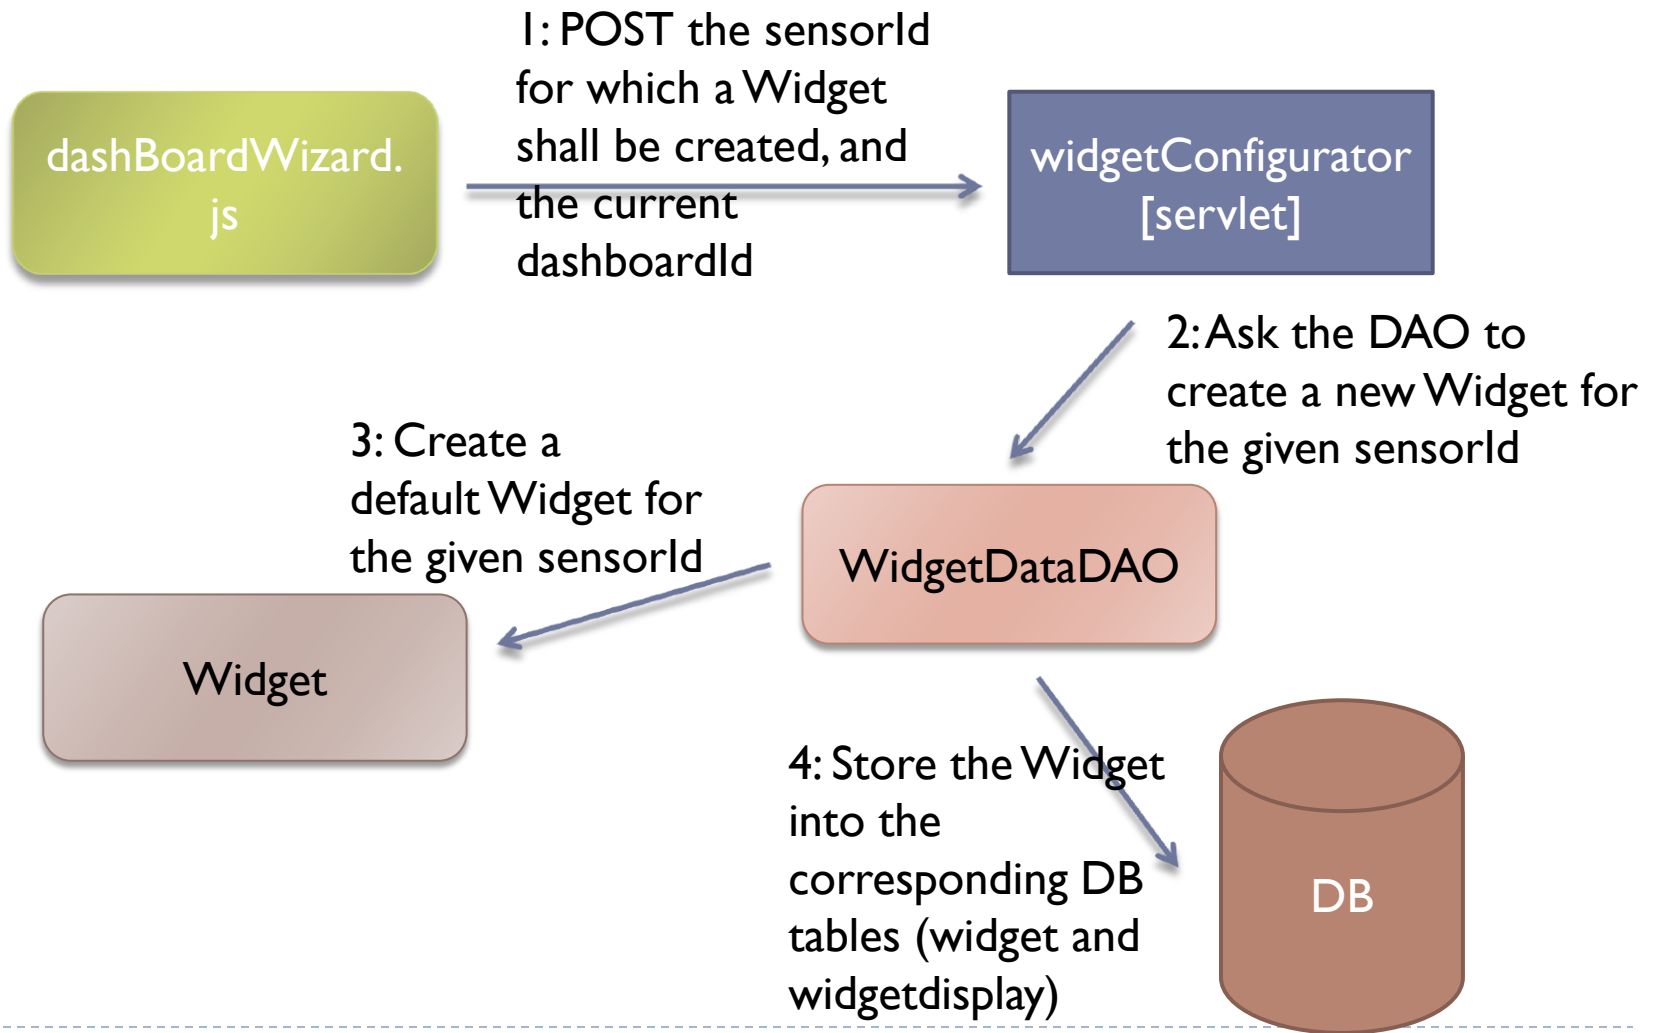 1: POST the sensorId
for which a Widget
shall be created, and
the current
dashboardId
dashBoardWizard.
js
widgetConfigurator
[servlet]
2: Ask the DAO to
create a new Widget for
the given sensorId
3: Create a
default Widget for
the given sensorId
WidgetDataDAO
Widget
4: Store the Widget
into the
corresponding DB
tables (widget and
widgetdisplay)
DB